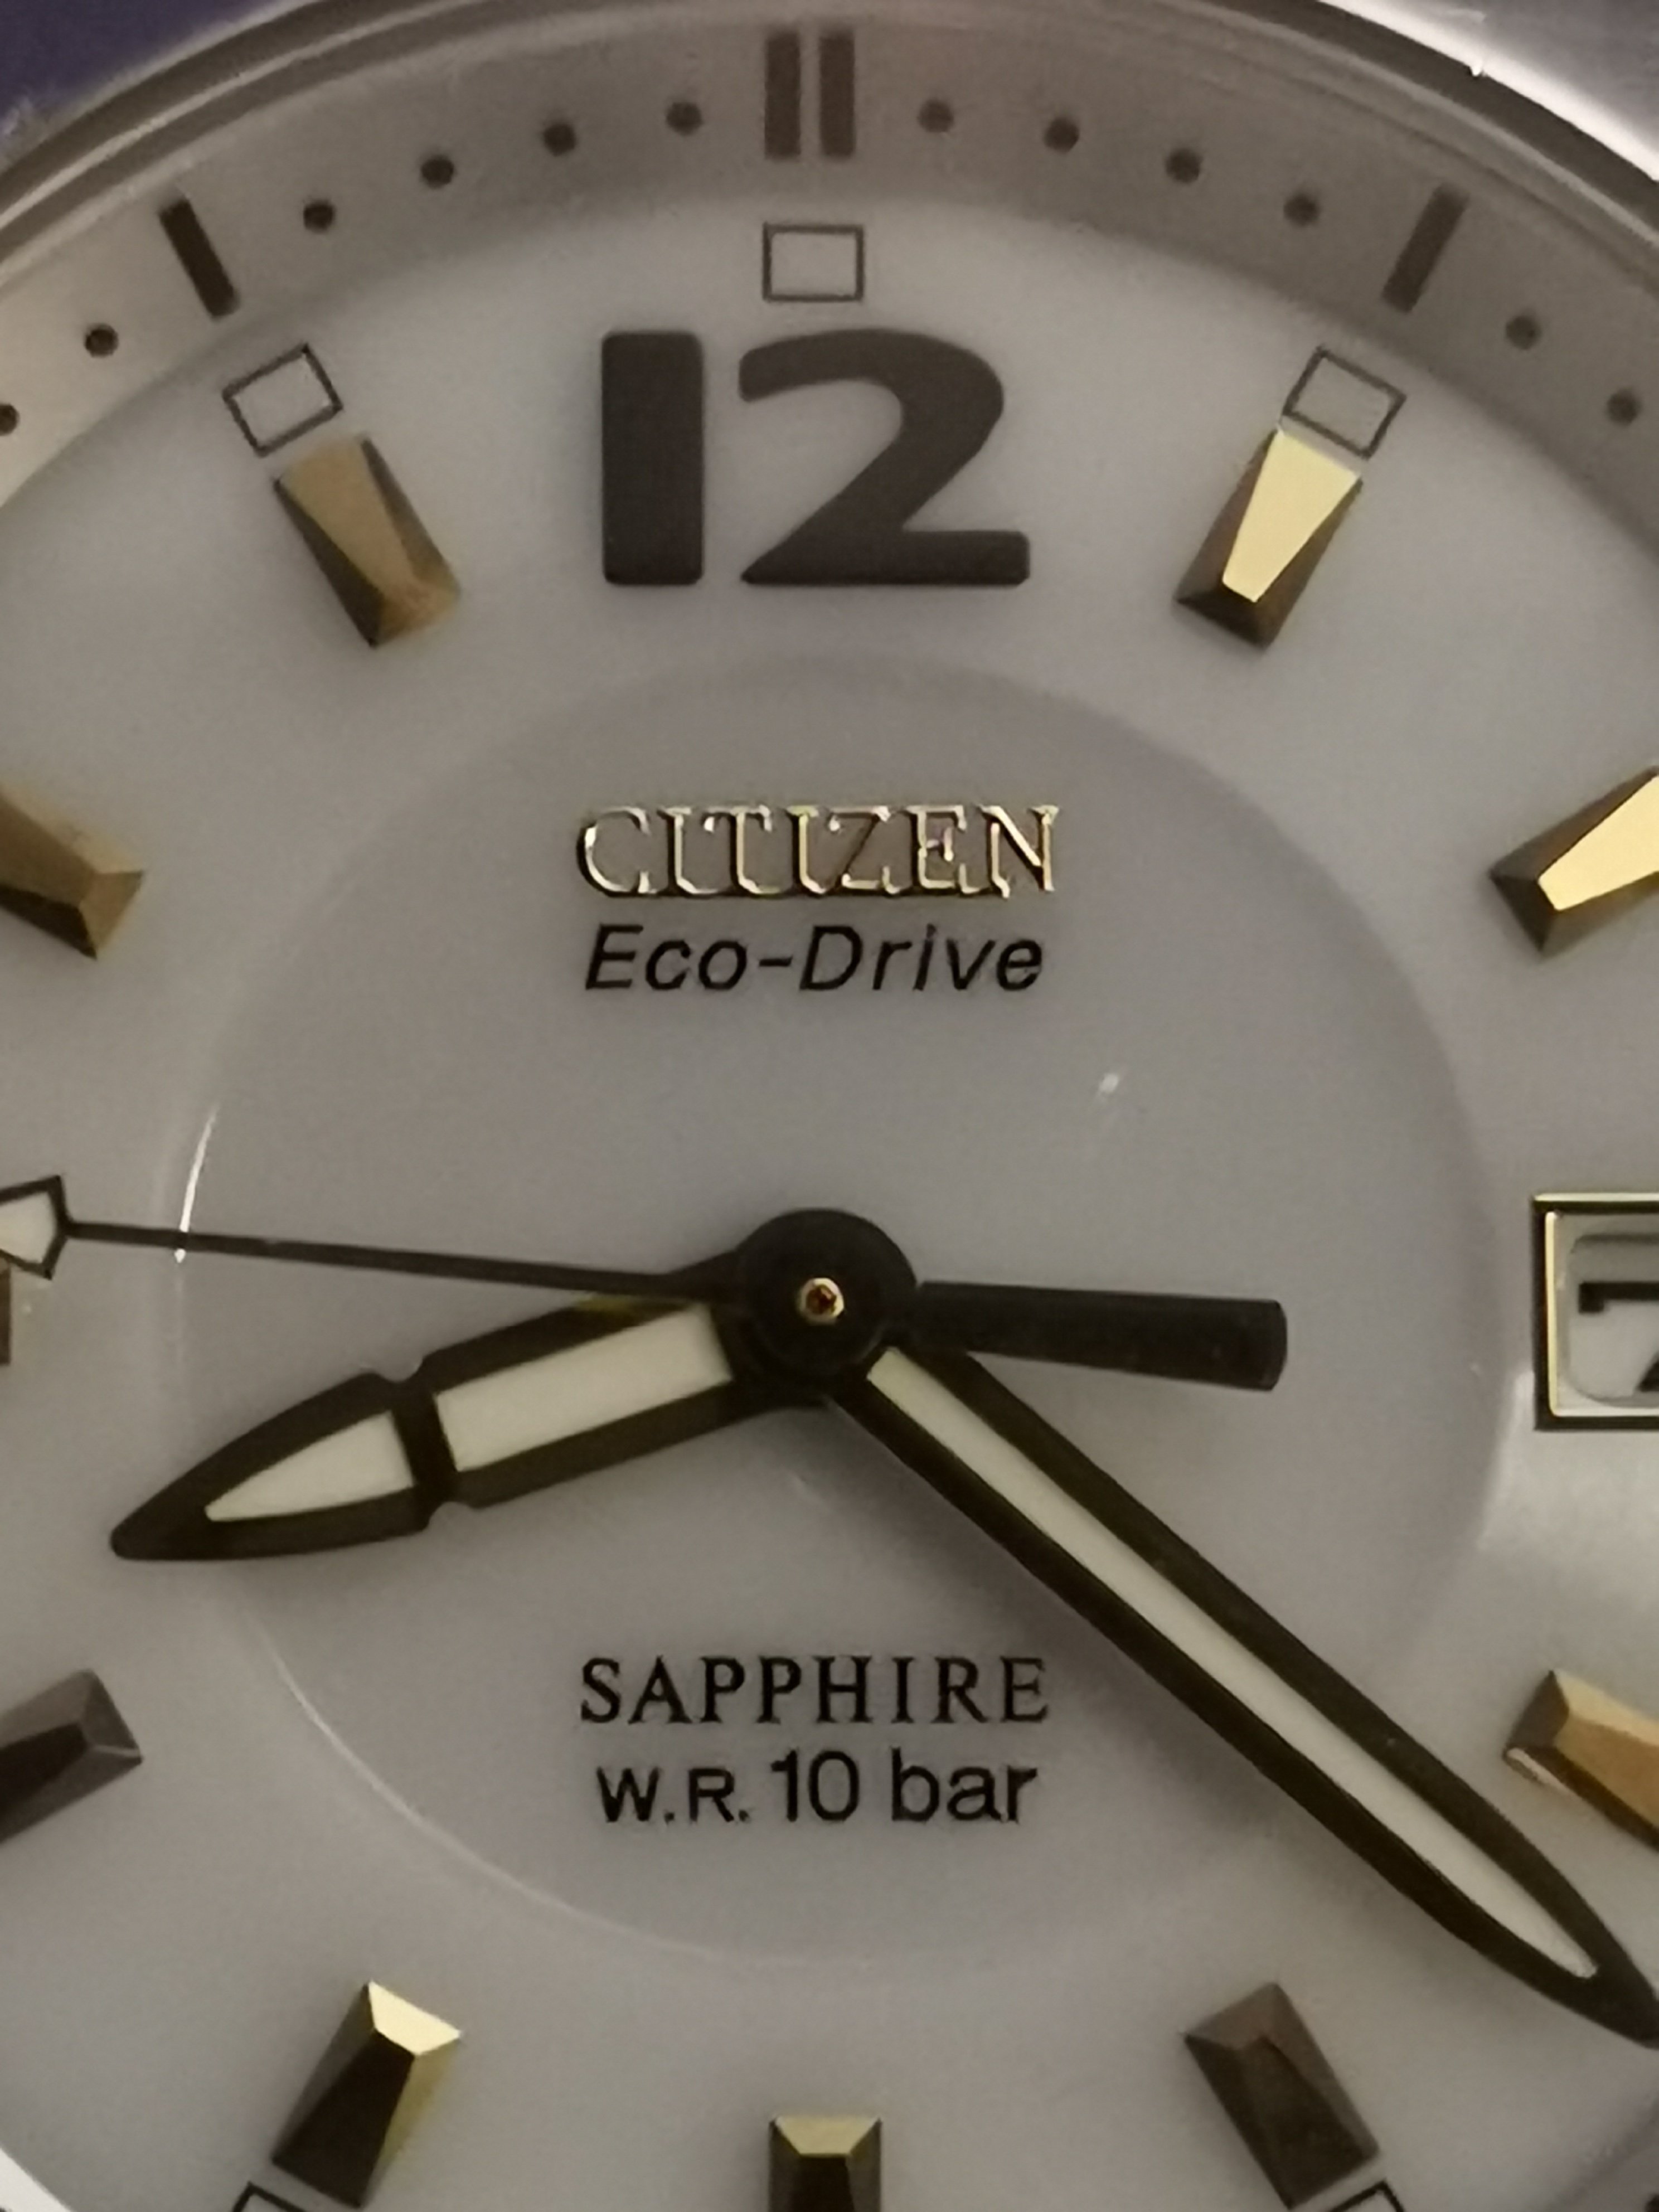 12
CITIZEN
Eco-Drive
SAPPHIRE
W.R. 10 bar